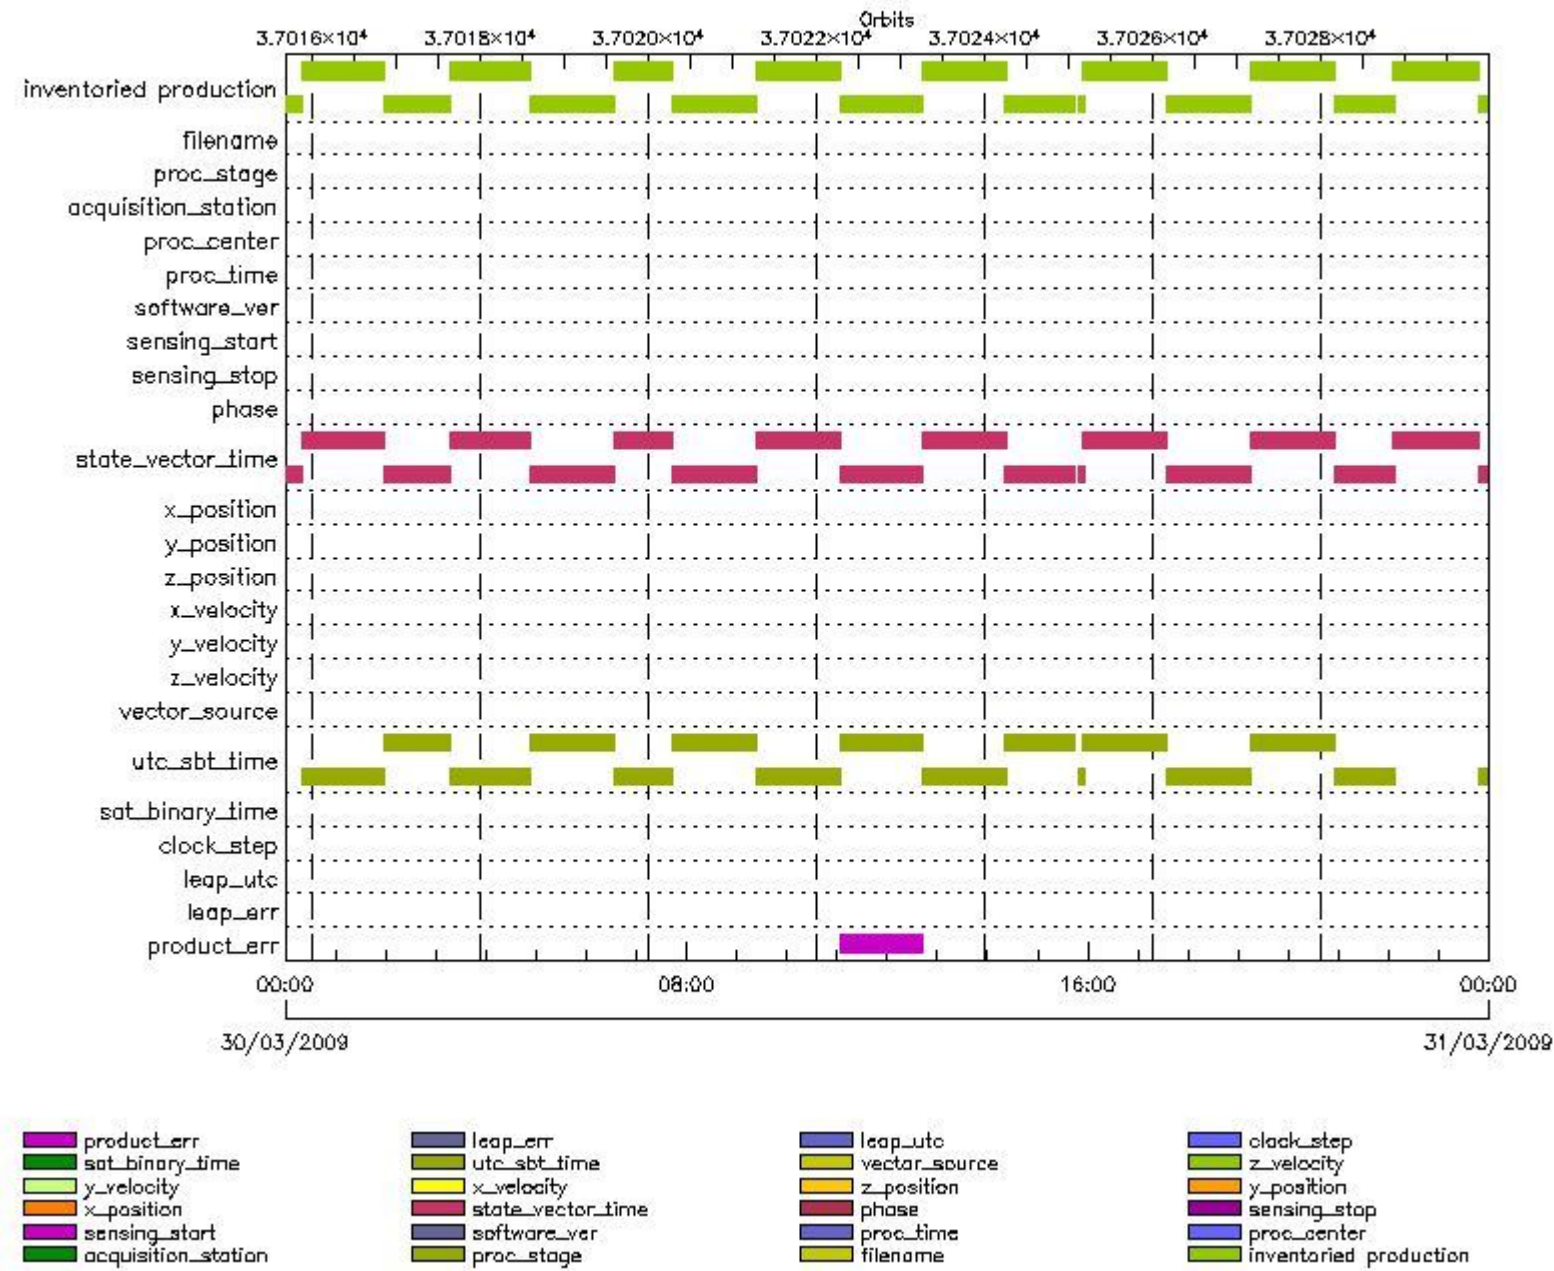 Orbits
3.7016×10⁴ 3.7018×10⁴ 3.7020×10⁴ 3.7022×10⁴ 3.7024×10⁴ 3.7026×10⁴ 3.7028×10⁴
inventoried production
filename
proc_stage
acquisition_station
proc_center
proc_time
software_ver
sensing_start
sensing_stop
phase
state_vector_time
x_position
y_position
z_position
x_velocity
y_velocity
z_velocity
vector_source
utc_sbt_time
sat_binary_time
clock_step
leap_utc
leap_err
product_err
00:00 08:00 16:00 00:00
30/03/2009 31/03/2009
product_err leap_err leap_utc clock_step
sat_binary_time utc_sbt_time vector_source z_velocity
y_velocity x_velocity z_position y_position
x_position state_vector_time phase sensing_stop
sensing_start software_ver proc_time proc_center
acquisition_station proc_stage filename inventoried production